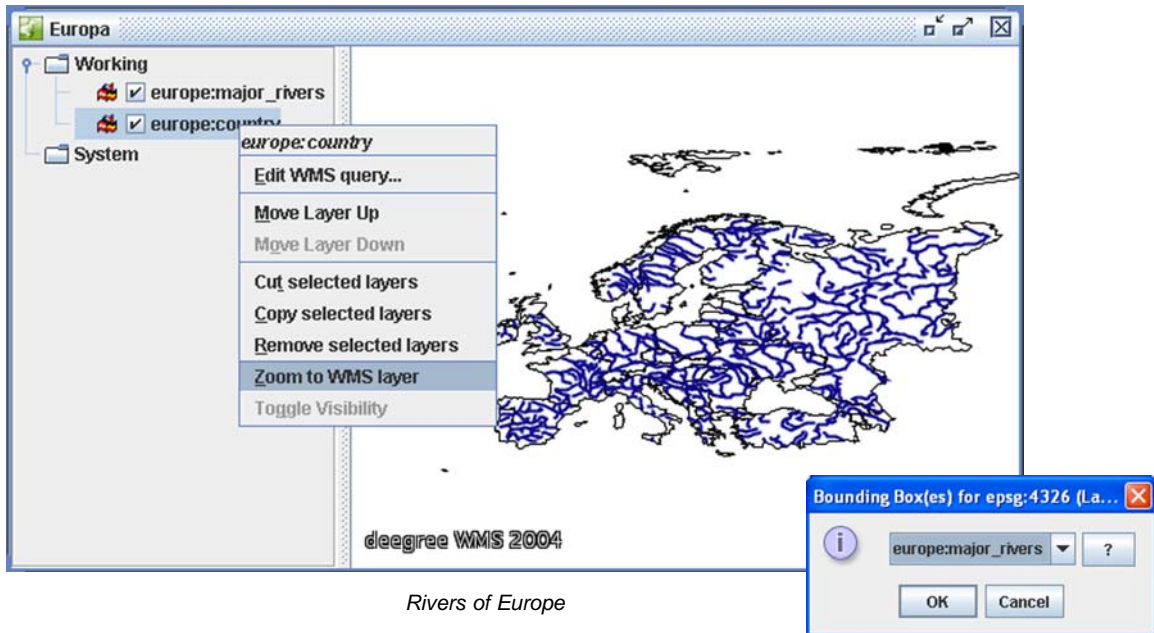 Europa
Working
europe:major_rivers
europe:country
System
europe:country
Edit WMS query...
Move Layer Up
Move Layer Down
Cut selected layers
Copy selected layers
Remove selected layers
Zoom to WMS layer
Toggle Visibility
deegree WMS 2004
Rivers of Europe
Bounding Box(es) for epsg:4326 (La...
europe:major_rivers
?
OK
Cancel